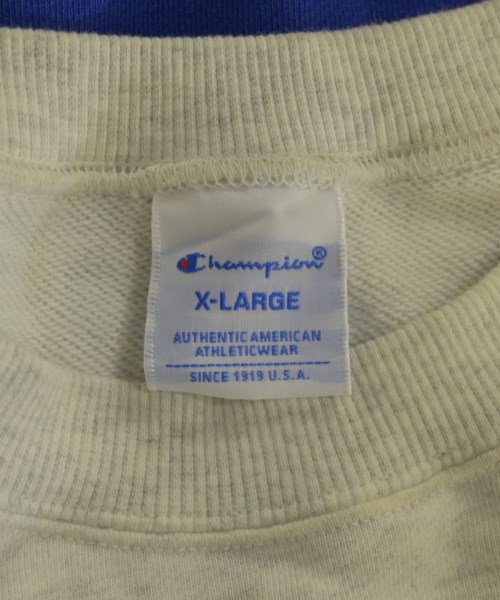 Champion®
X-LARGE
AUTHENTIC AMERICAN
ATHLETICWEAR
SINCE 1919 U.S.A.